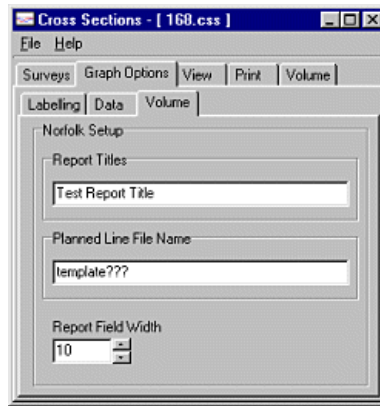 Cross Sections - [ 168.css ]
File Help
Surveys Graph Options View Print Volume
Labelling Data Volume
Norfolk Setup
Report Titles
Test Report Title
Planned Line File Name
template???
Report Field Width
10